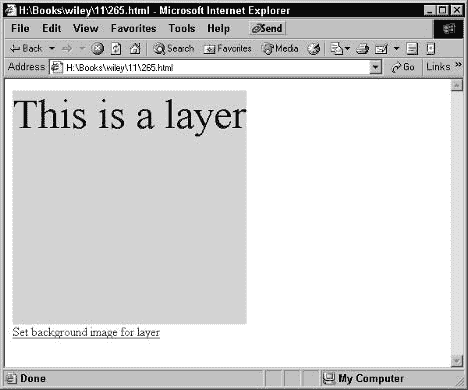 H:\Books\wiley\11\265.html - Microsoft Internet Explorer
File Edit View Favorites Tools Help Send
Back Search Favorites Media
Address H:\Books\wiley\11\265.html Go Links »
This is a layer
Set background image for layer
Done My Computer